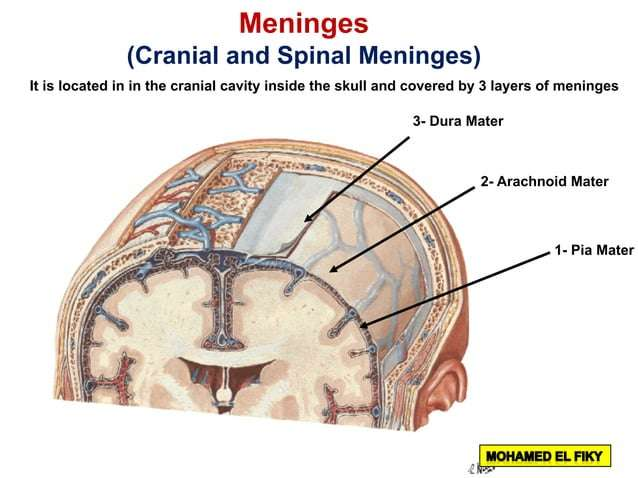 Meninges
(Cranial and Spinal Meninges)
It is located in in the cranial cavity inside the skull and covered by 3 layers of meninges
3- Dura Mater
2- Arachnoid Mater
1- Pia Mater
MOHAMED EL FIKY